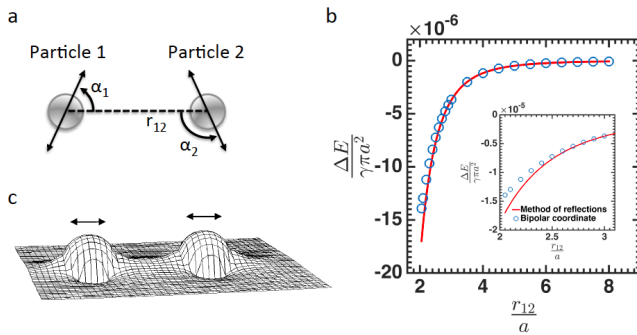 a
Particle 1
Particle 2
α1
r12
α2
c
b
×10-6
0
-5
-10
-15
-20
ΔE
γπa2
2
4
6
8
r12
a
×10-5
0
-0.5
-1
-1.5
-2
ΔE
γπa2
Method of reflections
Bipolar coordinate
2
2.5
3
r12
a